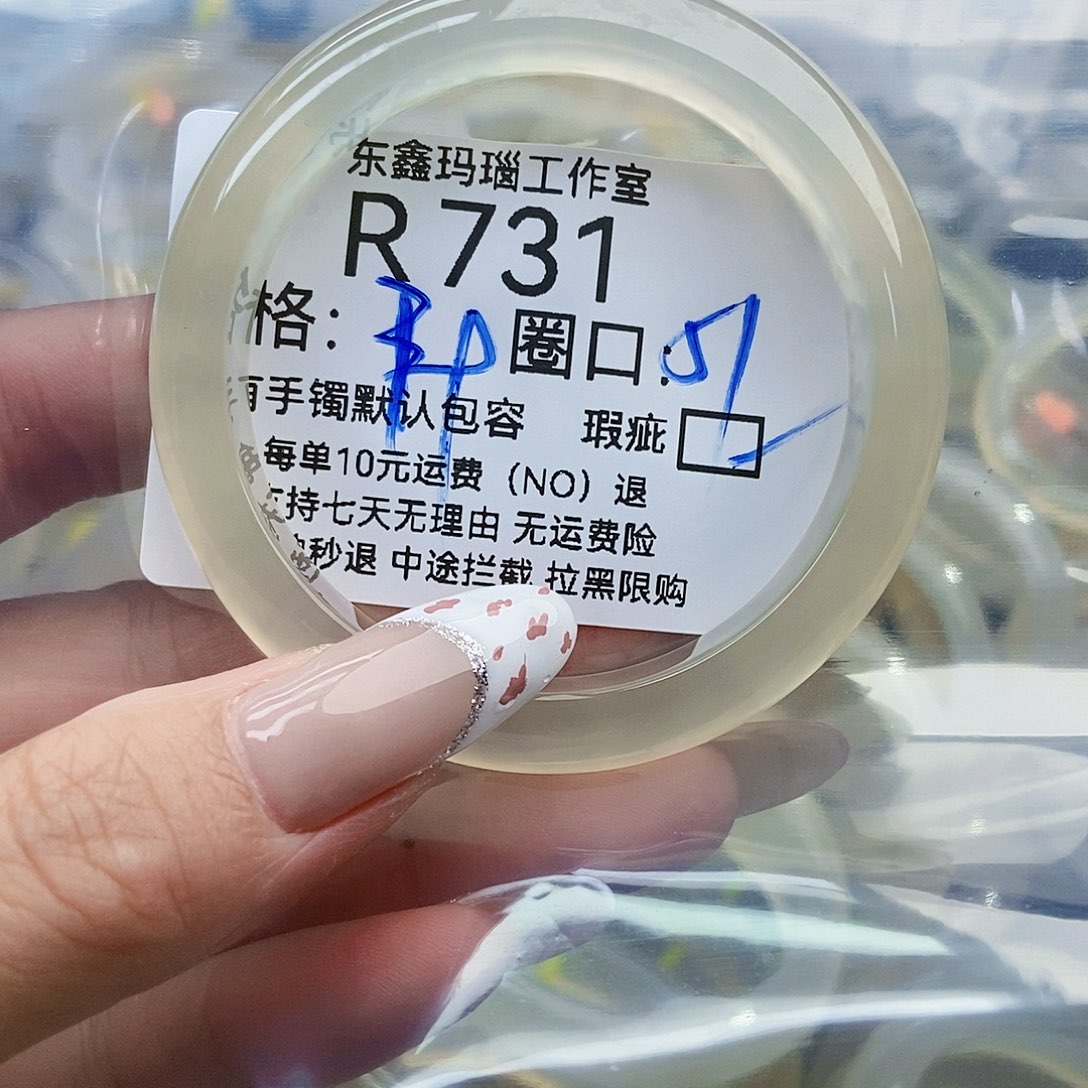 东鑫玛瑙工作室
R731
格： 圈口：
有手镯默认包容 瑕疵
每单10元运费（NO）退
支持七天无理由 无运费险
秒退 中途拦截 拉黑限购